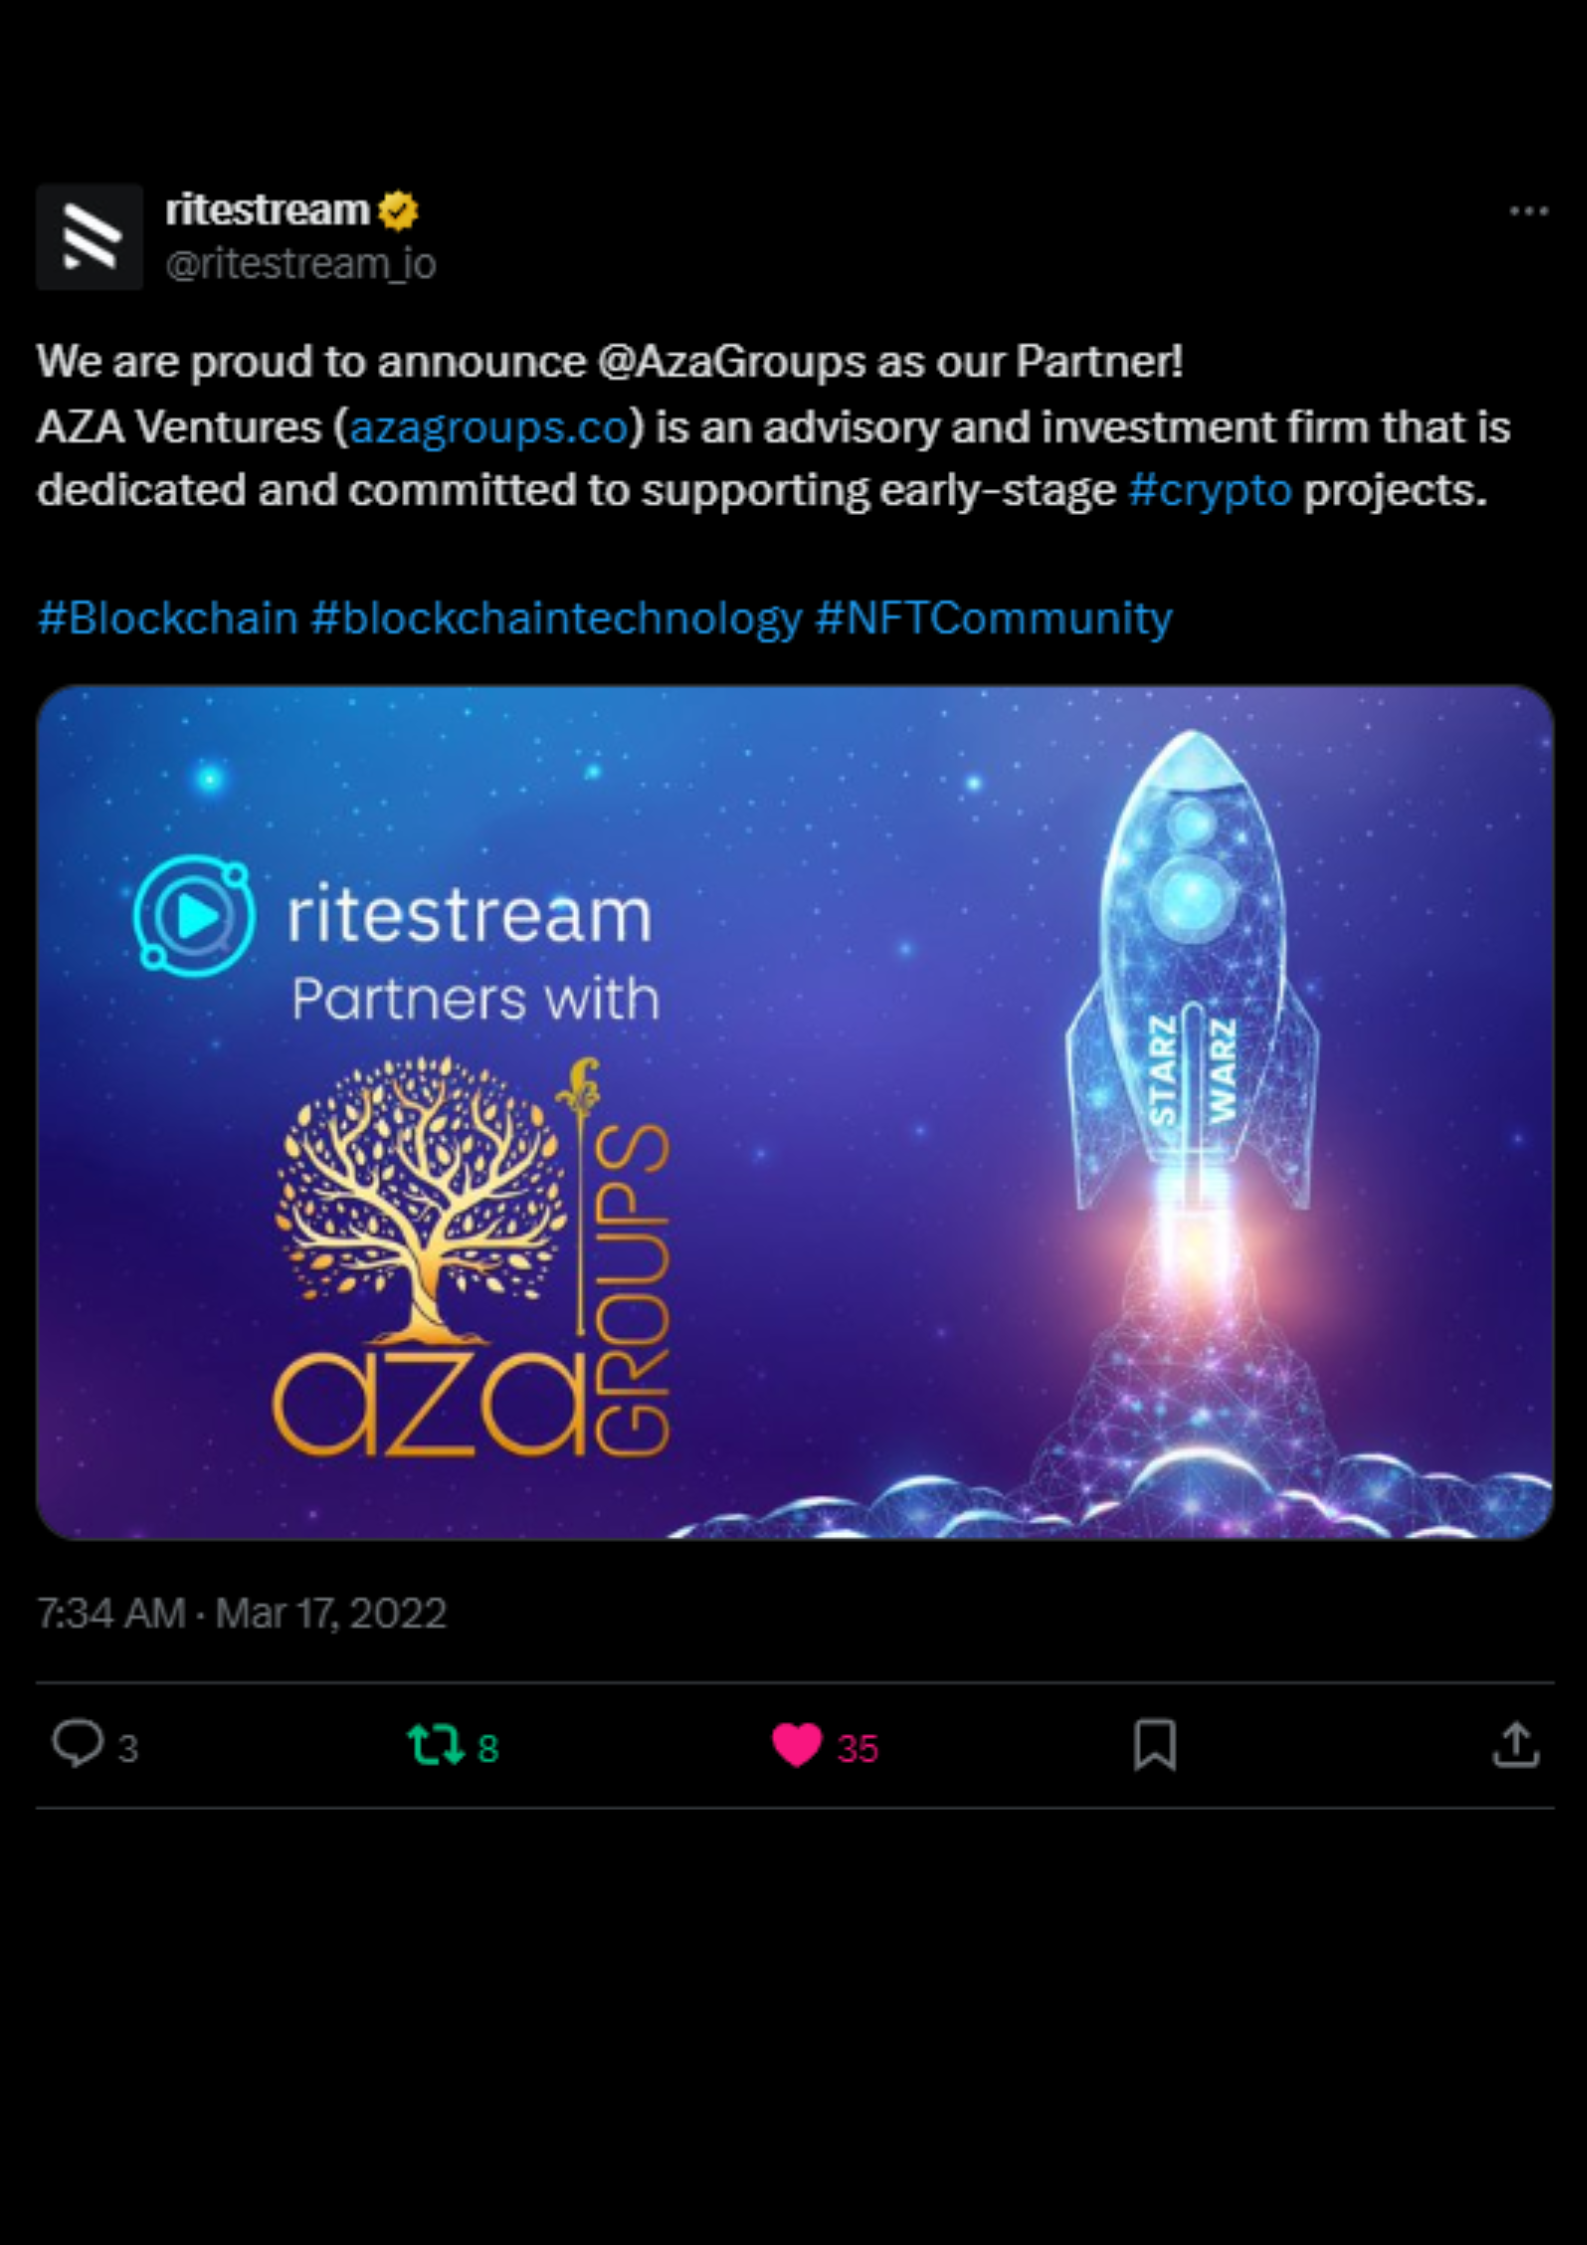 ritestream
@ritestream_io
We are proud to announce @AzaGroups as our Partner!
AZA Ventures (azagroups.co) is an advisory and investment firm that is
dedicated and committed to supporting early-stage #crypto projects.
#Blockchain #blockchaintechnology #NFTCommunity
ritestream
Partners with
aza
GROUPS
STARZ
WARZ
7:34 AM · Mar 17, 2022
3
8
35